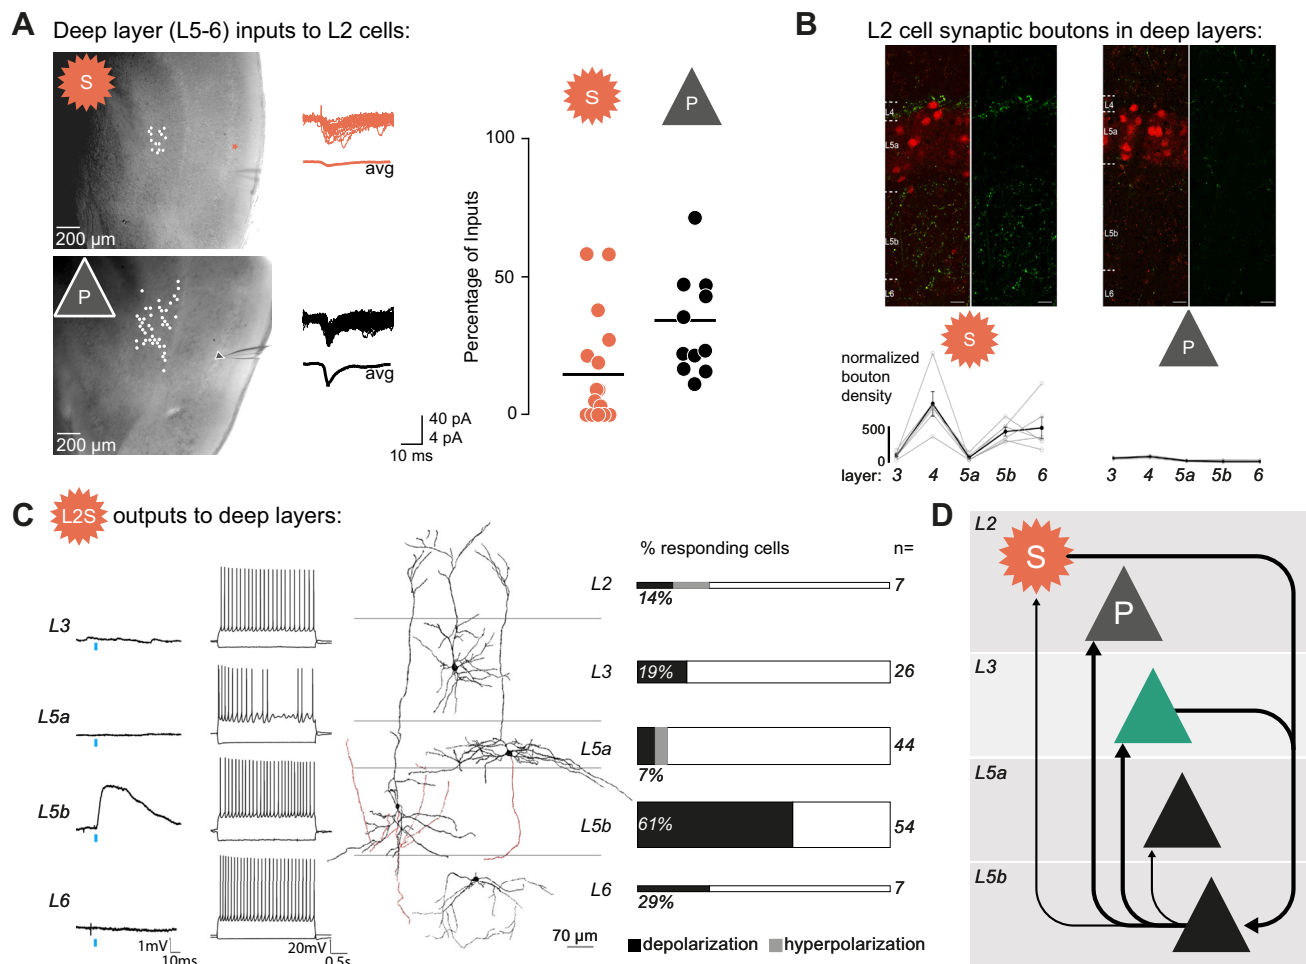 A
Deep layer (L5-6) inputs to L2 cells:
S
avg
200 µm
P
avg
200 µm
40 pA
4 pA
10 ms
S
P
100
50
0
Percentage of Inputs
B
L2 cell synaptic boutons in deep layers:
L4
L5a
L5b
L6
L4
L5a
L5b
L6
S
P
normalized
bouton
density
500
0
layer: 3 4 5a 5b 6
3 4 5a 5b 6
C
L2S outputs to deep layers:
L3
L5a
L5b
L6
1mV
10ms
20mV
0.5s
70 µm
% responding cells n=
L2 14% 7
L3 19% 26
L5a 7% 44
L5b 61% 54
L6 29% 7
depolarization hyperpolarization
D
L2
S
P
L3
L5a
L5b